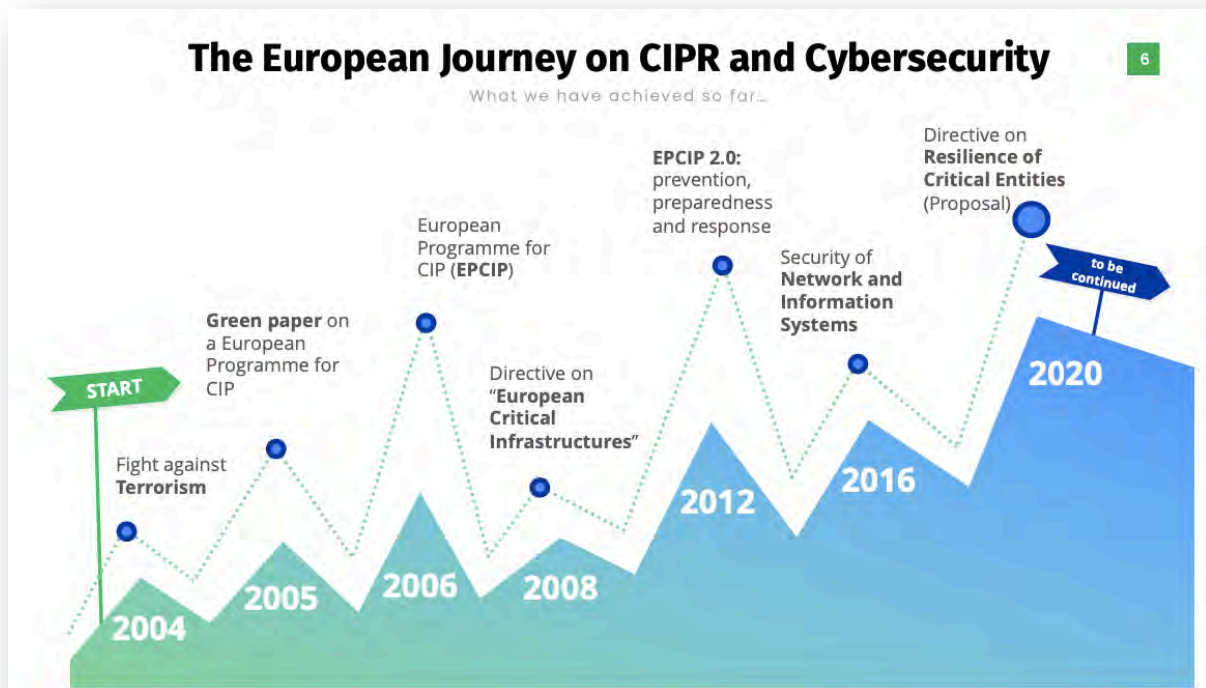 The European Journey on CIPR and Cybersecurity
6
What we have achieved so far...
START
Fight against
Terrorism
2004
Green paper on
a European
Programme for
CIP
2005
European
Programme for
CIP (EPCIP)
2006
Directive on
“European
Critical
Infrastructures”
2008
EPCIP 2.0:
prevention,
preparedness
and response
2012
Security of
Network and
Information
Systems
2016
Directive on
Resilience of
Critical Entities
(Proposal)
2020
to be
continued